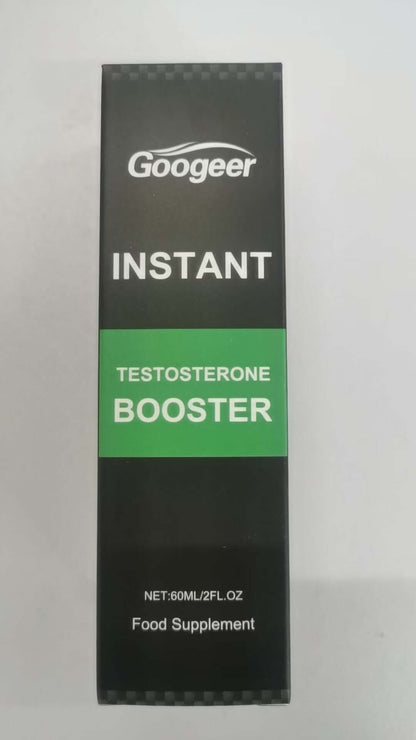 Googeer
INSTANT
TESTOSTERONE
BOOSTER
NET:60ML/2FL.OZ
Food Supplement